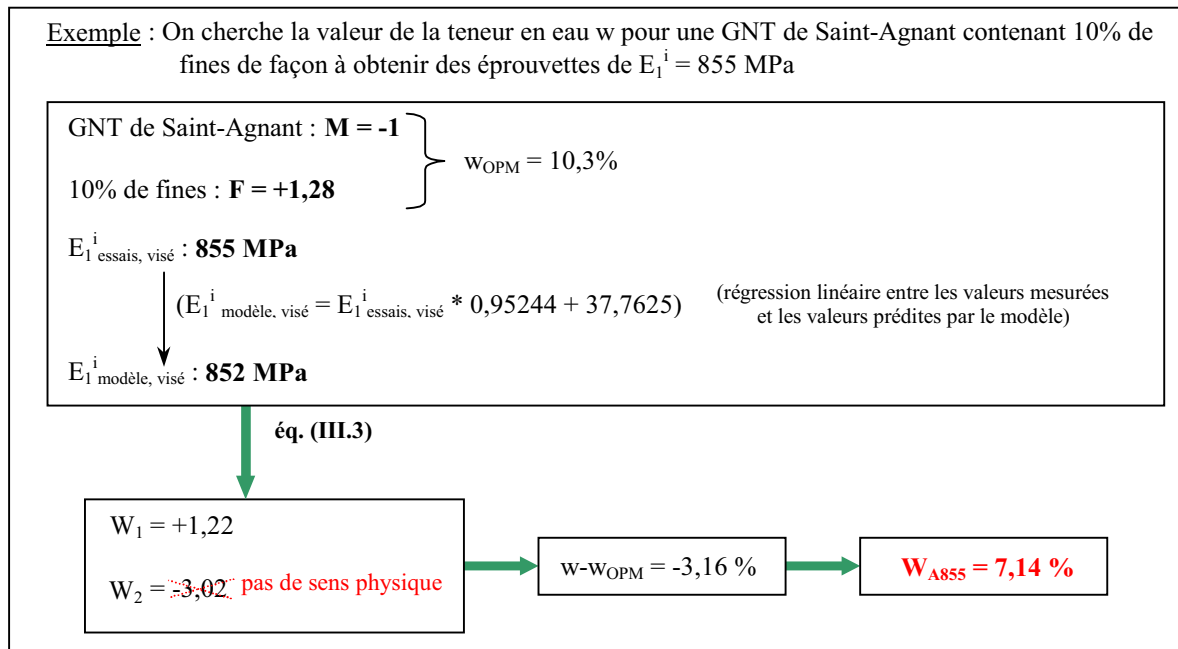 Exemple : On cherche la valeur de la teneur en eau w pour une GNT de Saint-Agnant contenant 10% de
fines de façon à obtenir des éprouvettes de E₁ⁱ = 855 MPa
GNT de Saint-Agnant : M = -1
10% de fines : F = +1,28
w_OPM = 10,3%
E₁ⁱ essais, visé : 855 MPa
(E₁ⁱ modèle, visé = E₁ⁱ essais, visé * 0,95244 + 37,7625)
(régression linéaire entre les valeurs mesurées
et les valeurs prédites par le modèle)
E₁ⁱ modèle, visé : 852 MPa
éq. (III.3)
W₁ = +1,22
W₂ = -3,02 pas de sens physique
w-w_OPM = -3,16 %
W_A855 = 7,14 %